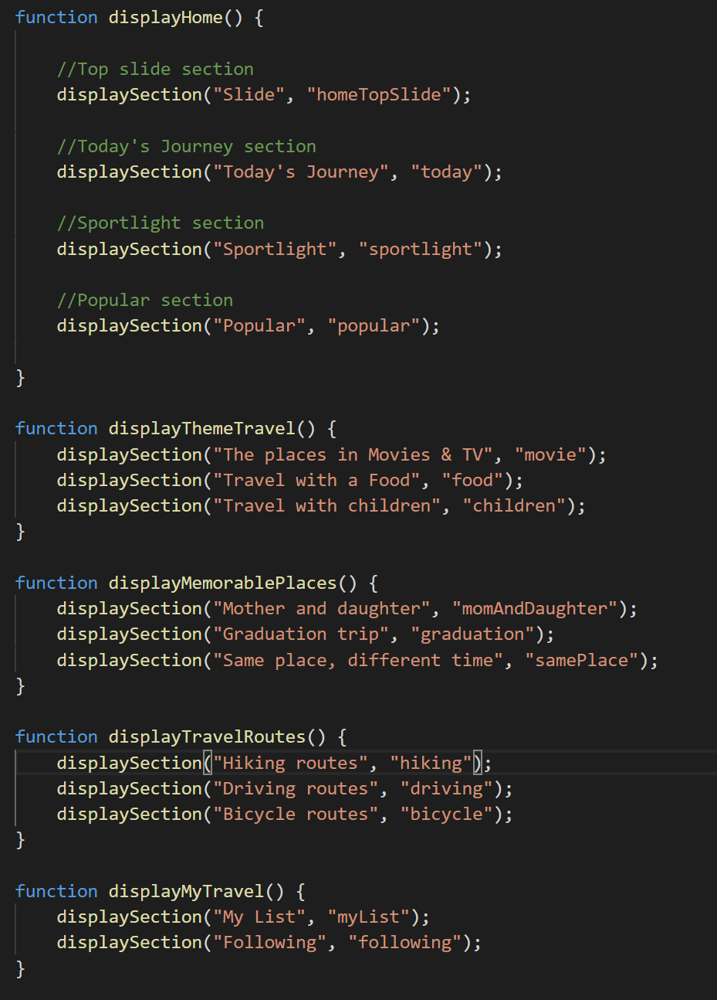 function displayHome() {
//Top slide section
displaySection("Slide", "homeTopSlide");
//Today's Journey section
displaySection("Today's Journey", "today");
//Sportlight section
displaySection("Sportlight", "sportlight");
//Popular section
displaySection("Popular", "popular");
}
function displayThemeTravel() {
displaySection("The places in Movies & TV", "movie");
displaySection("Travel with a Food", "food");
displaySection("Travel with children", "children");
}
function displayMemorablePlaces() {
displaySection("Mother and daughter", "momAndDaughter");
displaySection("Graduation trip", "graduation");
displaySection("Same place, different time", "samePlace");
}
function displayTravelRoutes() {
displaySection("Hiking routes", "hiking");
displaySection("Driving routes", "driving");
displaySection("Bicycle routes", "bicycle");
}
function displayMyTravel() {
displaySection("My List", "myList");
displaySection("Following", "following");
}